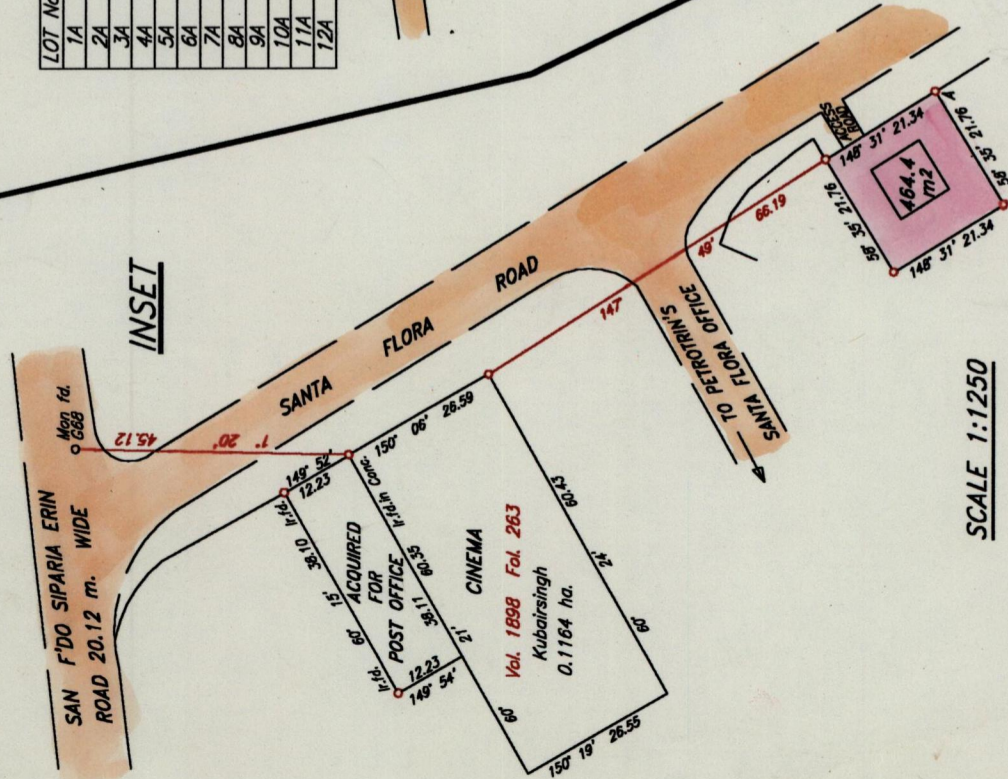 LOT No
1A
2A
3A
4A
5A
6A
7A
8A
9A
10A
11A
12A
INSET
SAN F'DO SIPARIA ERIN
ROAD 20.12 m. WIDE
Mon fd.
G68
1° 20' 45.12
SANTA FLORA ROAD
149° 52'
12.23
Ir.fd.
60° 15' 38.10
Ir.fd.
ACQUIRED
FOR
POST OFFICE
12.23
149° 54'
38.11
60° 21' 60.35 Ir.fd.in Conc.
150° 06' 26.59
CINEMA
Vol. 1898 Fol. 263
Kubairsingh
0.1164 ha.
60° 24' 60.43
150° 19' 26.55
147° 49' 66.19
TO PETROTRIN'S
SANTA FLORA OFFICE
ACCESS
ROAD
148° 31' 21.34
58° 35' 21.76
464.4
m2
A
58° 35' 21.76
148° 31' 21.34
SCALE 1:1250